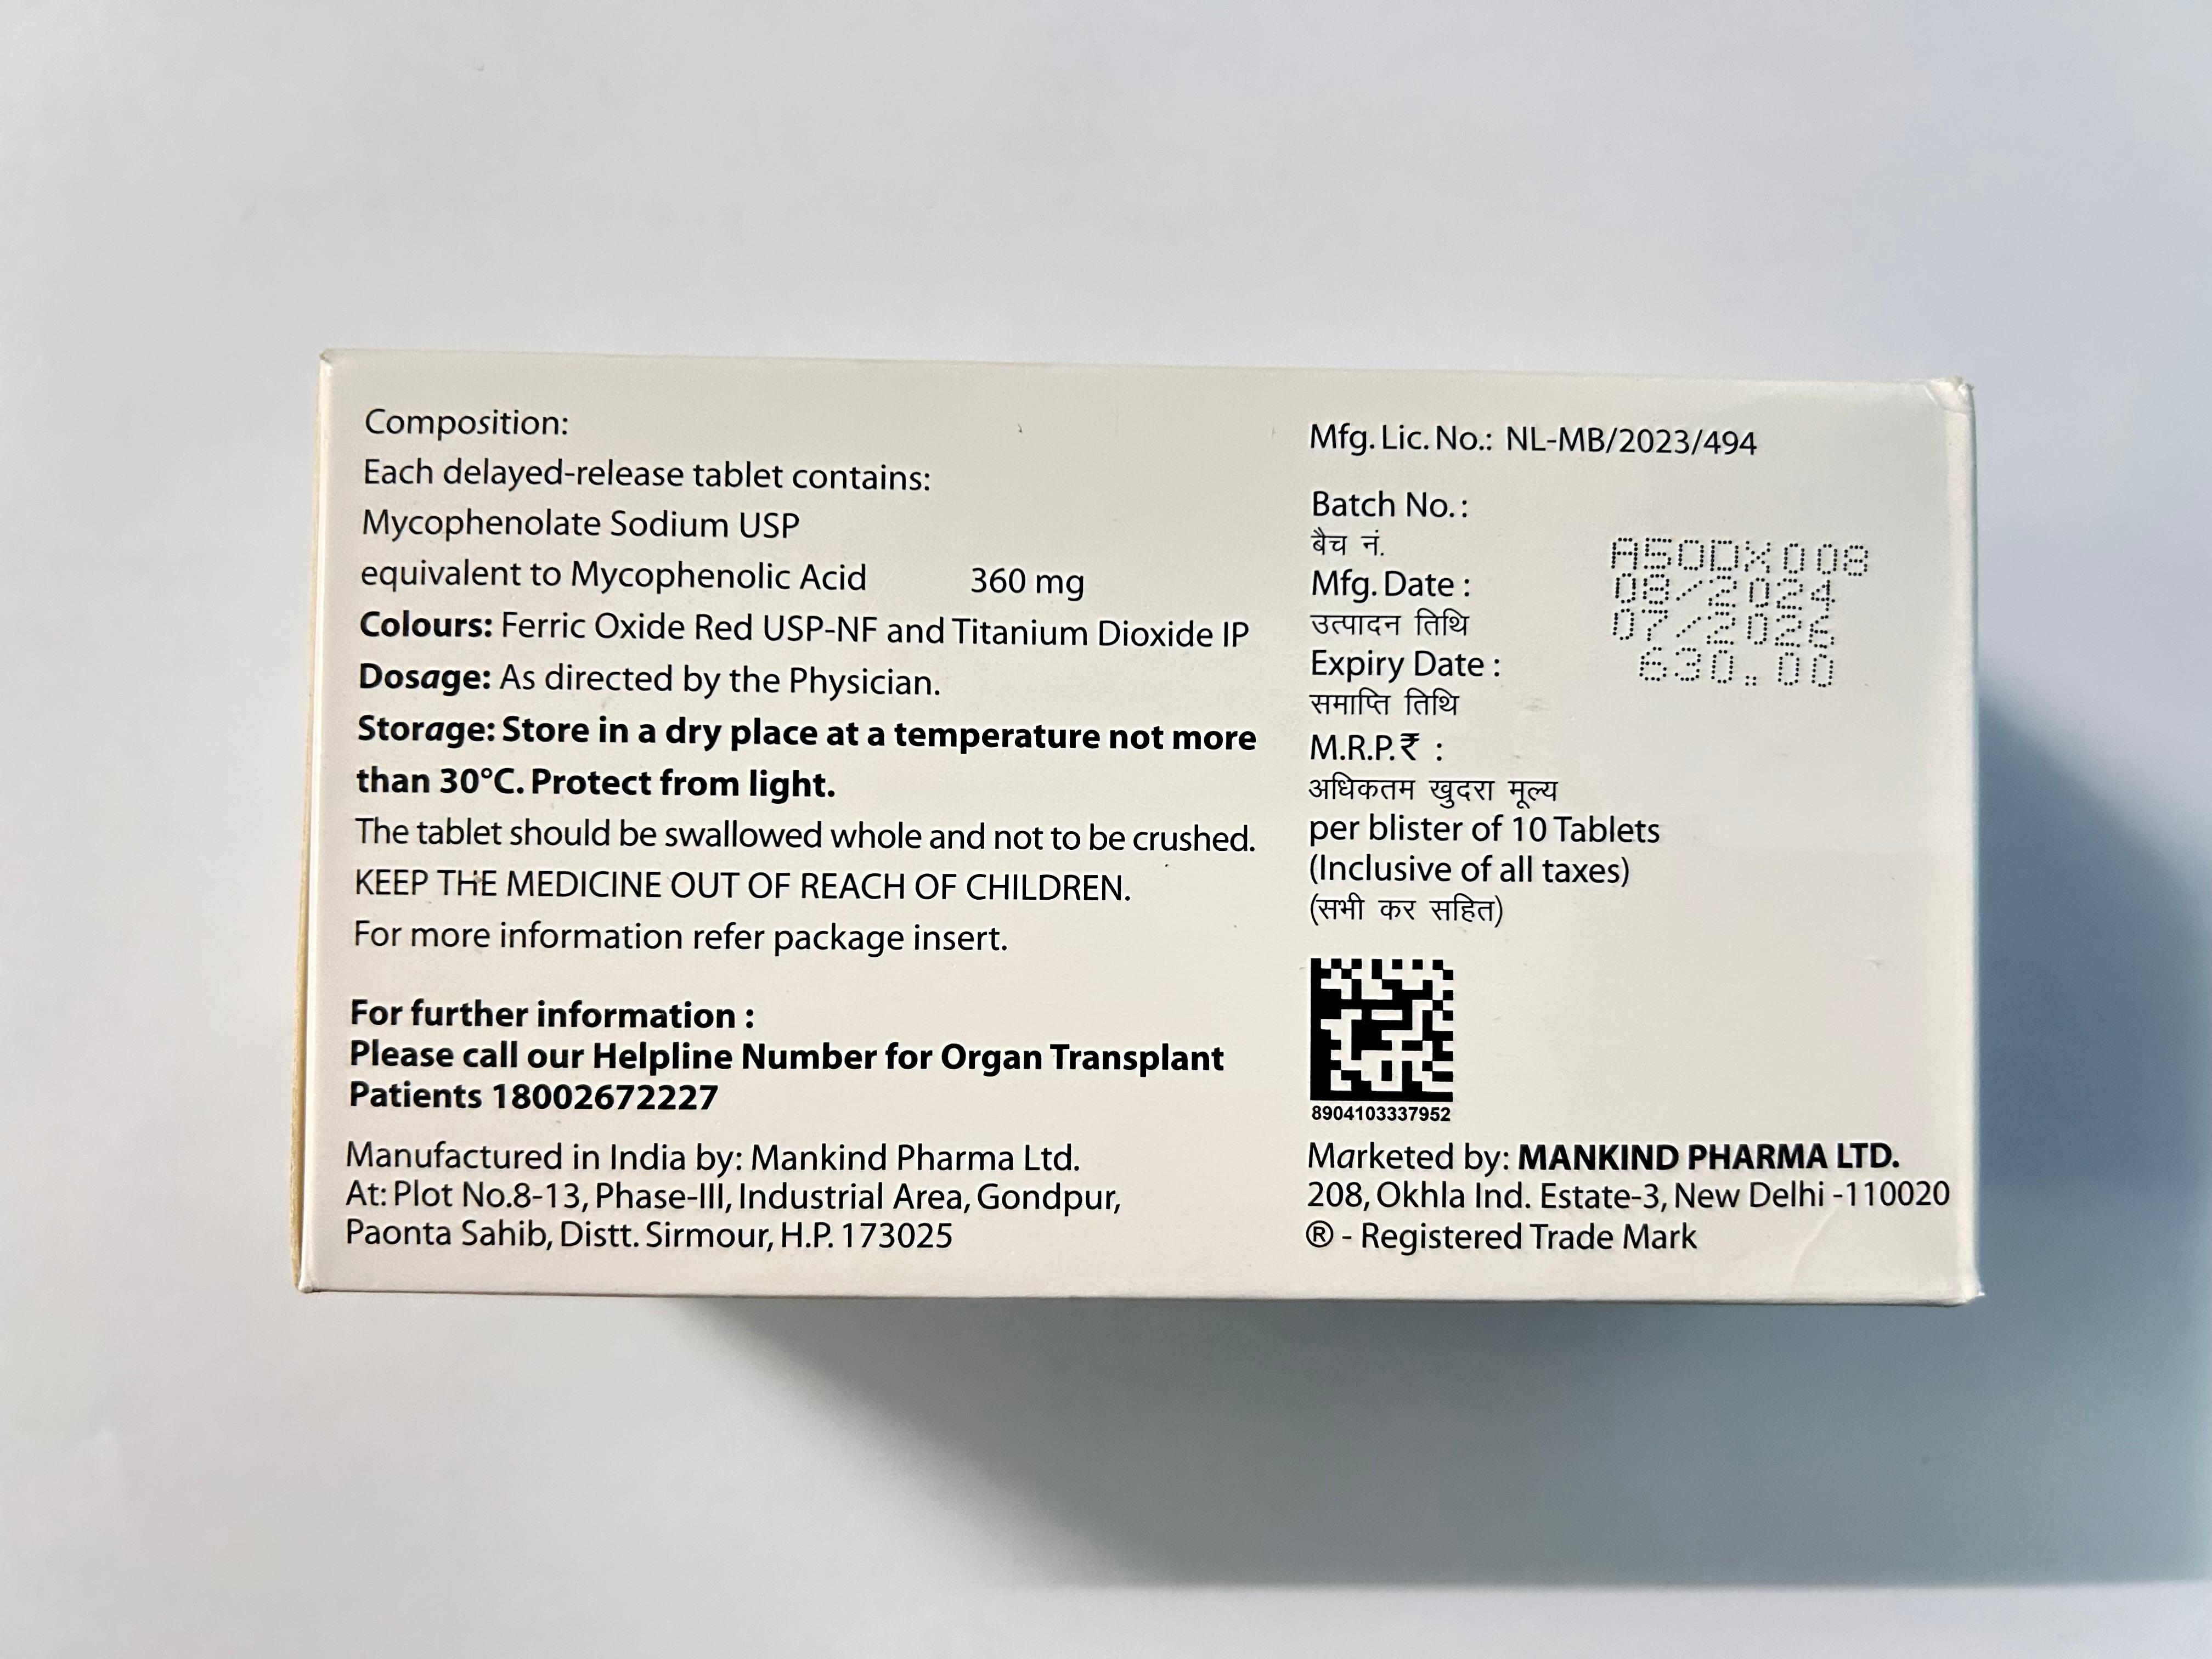 Composition:
Each delayed-release tablet contains:
Mycophenolate Sodium USP
equivalent to Mycophenolic Acid 360 mg
Colours: Ferric Oxide Red USP-NF and Titanium Dioxide IP
Dosage: As directed by the Physician.
Storage: Store in a dry place at a temperature not more
than 30°C. Protect from light.
The tablet should be swallowed whole and not to be crushed.
KEEP THE MEDICINE OUT OF REACH OF CHILDREN.
For more information refer package insert.
For further information :
Please call our Helpline Number for Organ Transplant
Patients 18002672227
Manufactured in India by: Mankind Pharma Ltd.
At: Plot No.8-13, Phase-III, Industrial Area, Gondpur,
Paonta Sahib, Distt. Sirmour, H.P. 173025
Mfg. Lic. No.: NL-MB/2023/494
Batch No. :
बैच नं.
Mfg. Date :
उत्पादन तिथि
Expiry Date :
समाप्ति तिथि
M.R.P.₹ :
अधिकतम खुदरा मूल्य
per blister of 10 Tablets
(Inclusive of all taxes)
(सभी कर सहित)
A50DX008
08/2024
07/2026
630.00
8904103337952
Marketed by: MANKIND PHARMA LTD.
208, Okhla Ind. Estate-3, New Delhi -110020
® - Registered Trade Mark